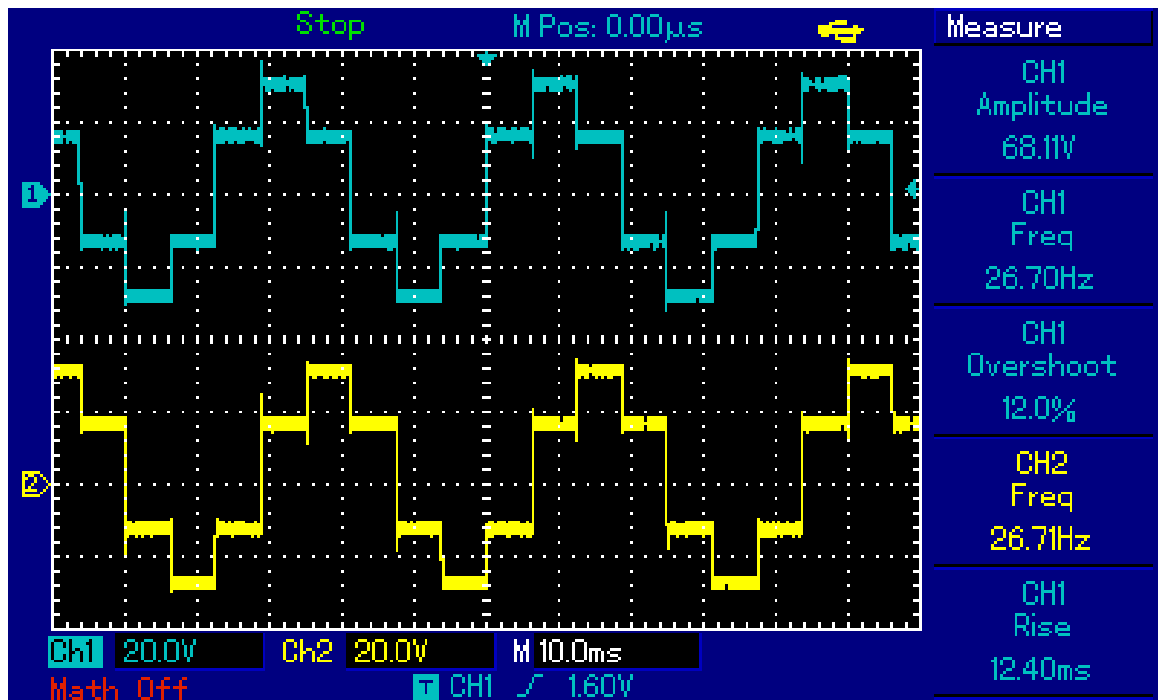 Stop M Pos: 0.00µs Measure
CH1
Amplitude
68.11V
1
CH1
Freq
26.70Hz
CH1
Overshoot
12.0%
2
CH2
Freq
26.71Hz
CH1
Rise
12.40ms
Ch1 20.0V Ch2 20.0V M 10.0ms
Math Off T CH1 1.60V